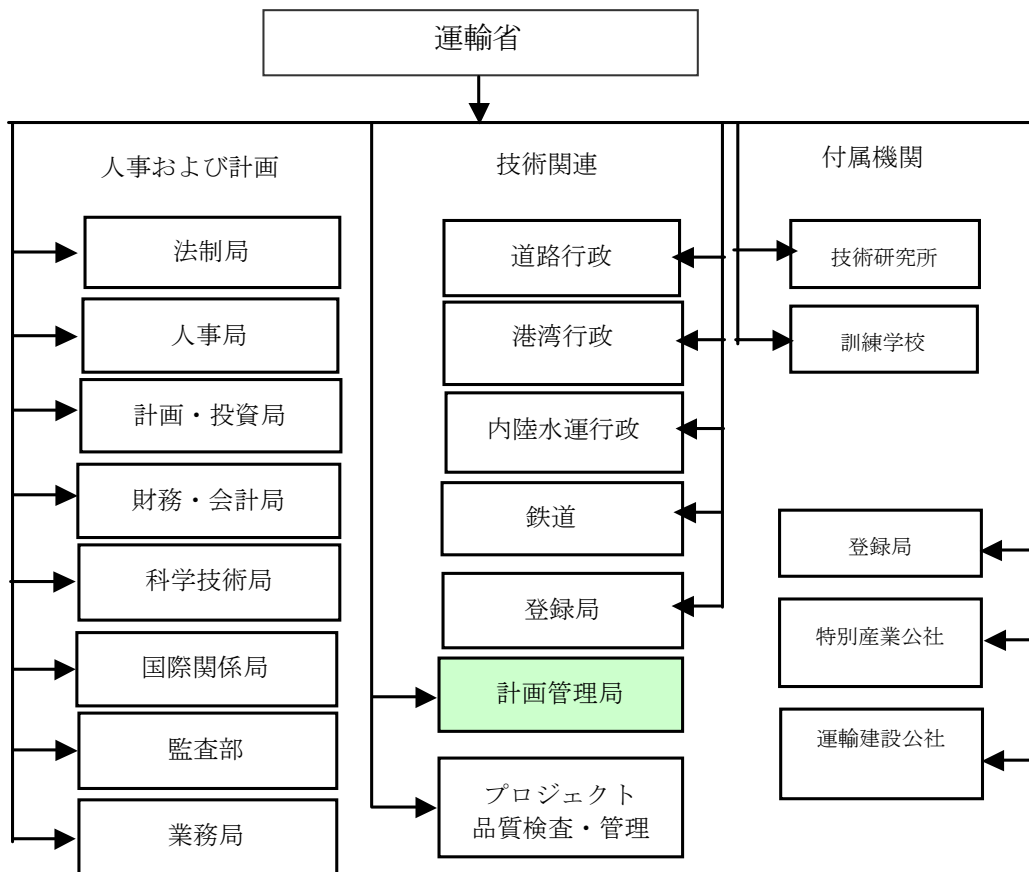 運輸省
人事および計画
法制局
人事局
計画・投資局
財務・会計局
科学技術局
国際関係局
監査部
業務局
技術関連
道路行政
港湾行政
内陸水運行政
鉄道
登録局
計画管理局
プロジェクト
品質検査・管理
付属機関
技術研究所
訓練学校
登録局
特別産業公社
運輸建設公社